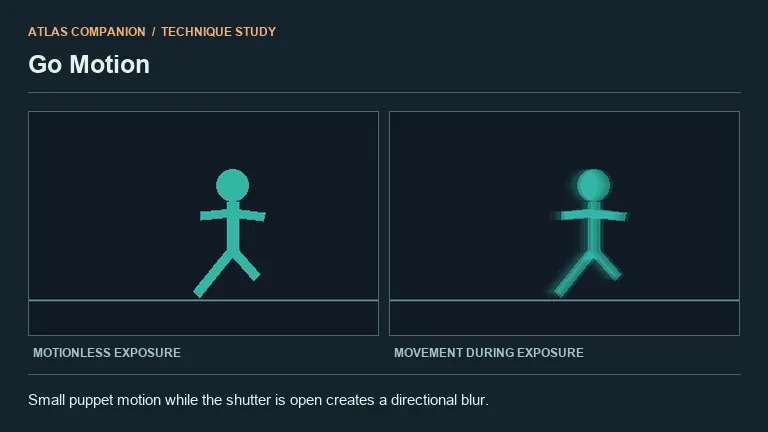 ATLAS COMPANION / TECHNIQUE STUDY
Go Motion
MOTIONLESS EXPOSURE
MOVEMENT DURING EXPOSURE
Small puppet motion while the shutter is open creates a directional blur.